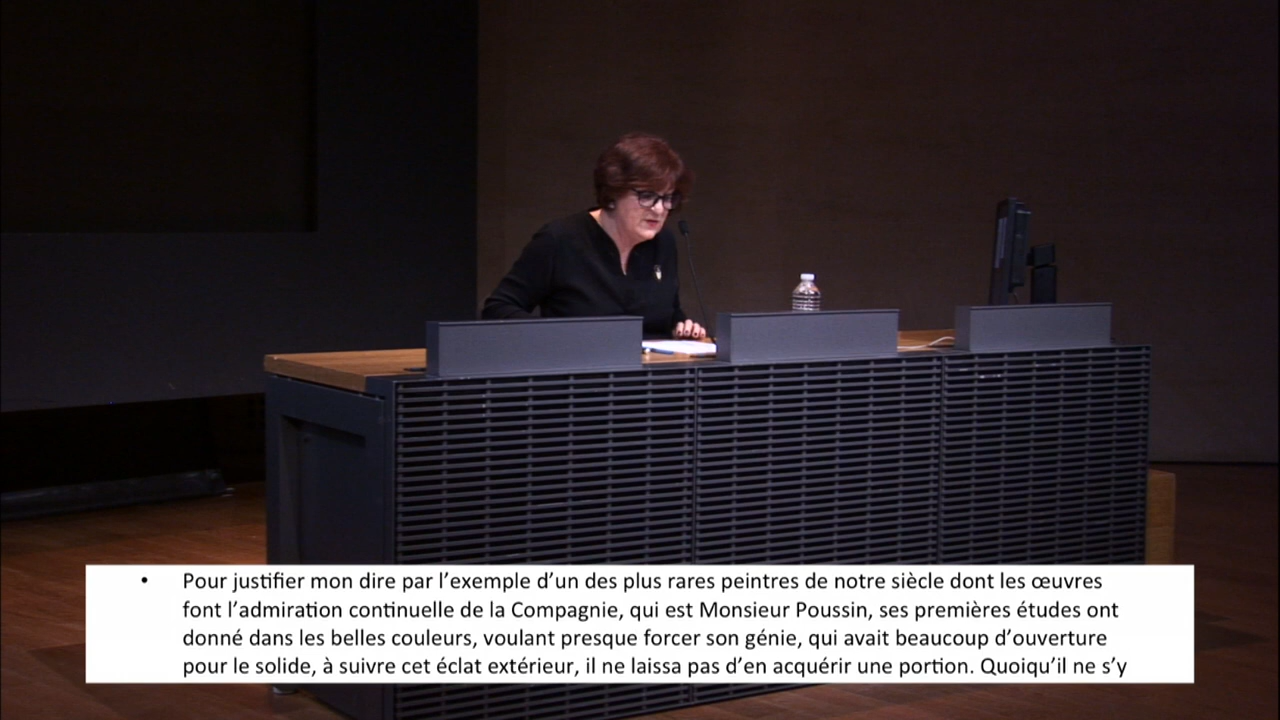 • Pour justifier mon dire par l’exemple d’un des plus rares peintres de notre siècle dont les œuvres
font l’admiration continuelle de la Compagnie, qui est Monsieur Poussin, ses premières études ont
donné dans les belles couleurs, voulant presque forcer son génie, qui avait beaucoup d’ouverture
pour le solide, à suivre cet éclat extérieur, il ne laissa pas d’en acquérir une portion. Quoiqu’il ne s’y